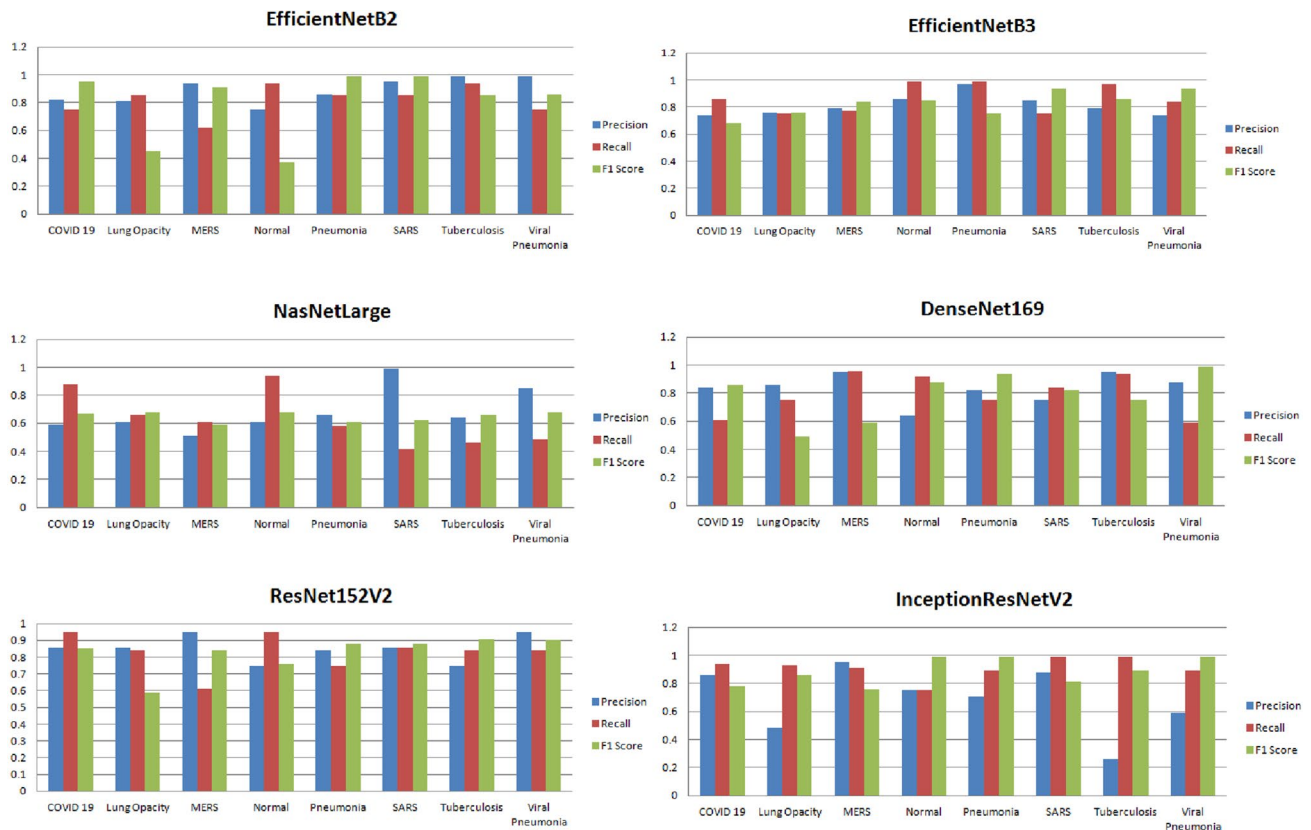 EfficientNetB2
1.2
1
0.8
0.6
0.4
0.2
0
COVID 19 Lung Opacity MERS Normal Pneumonia SARS Tuberculosis Viral
Pneumonia
Precision
Recall
F1 Score
EfficientNetB3
1.2
1
0.8
0.6
0.4
0.2
0
COVID 19 Lung Opacity MERS Normal Pneumonia SARS Tuberculosis Viral
Pneumonia
Precision
Recall
F1 Score
NasNetLarge
1.2
1
0.8
0.6
0.4
0.2
0
COVID 19 Lung Opacity MERS Normal Pneumonia SARS Tuberculosis Viral
Pneumonia
Precision
Recall
F1 Score
DenseNet169
1.2
1
0.8
0.6
0.4
0.2
0
COVID 19 Lung Opacity MERS Normal Pneumonia SARS Tuberculosis Viral
Pneumonia
Precision
Recall
F1 Score
ResNet152V2
1
0.9
0.8
0.7
0.6
0.5
0.4
0.3
0.2
0.1
0
COVID 19 Lung Opacity MERS Normal Pneumonia SARS Tuberculosis Viral
Pneumonia
Precision
Recall
F1 Score
InceptionResNetV2
1.2
1
0.8
0.6
0.4
0.2
0
COVID 19 Lung Opacity MERS Normal Pneumonia SARS Tuberculosis Viral
Pneumonia
Precision
Recall
F1 Score